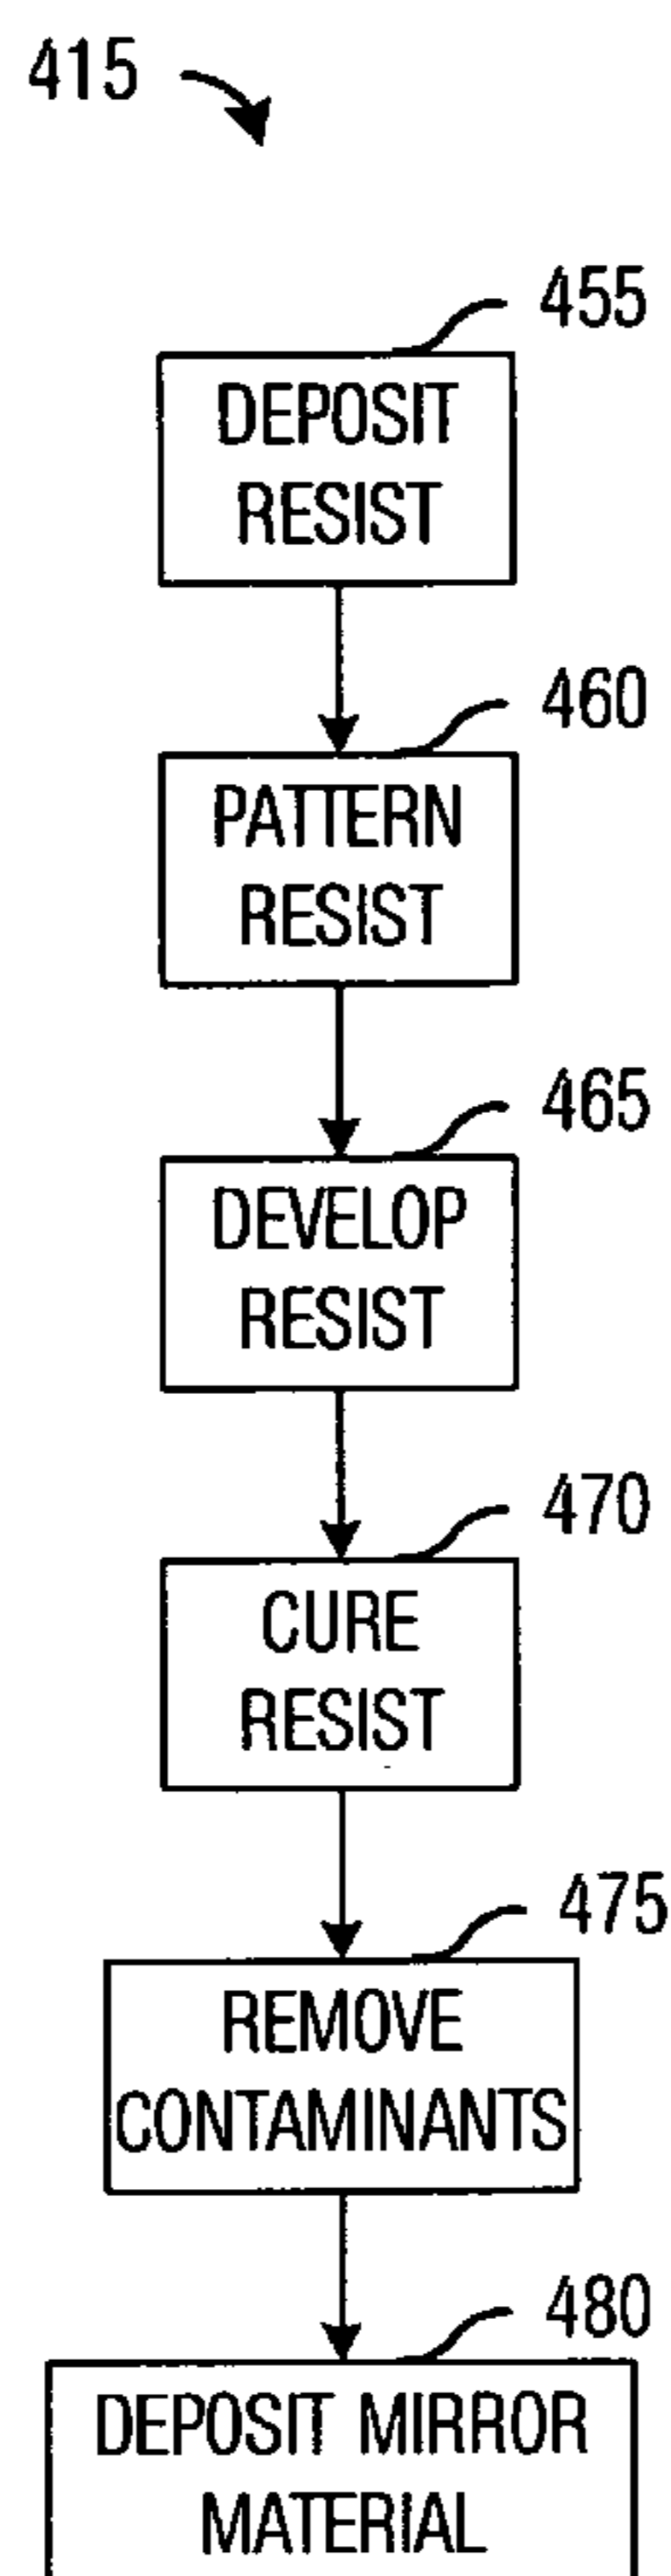 415
455
DEPOSIT
RESIST
460
PATTERN
RESIST
465
DEVELOP
RESIST
470
CURE
RESIST
475
REMOVE
CONTAMINANTS
480
DEPOSIT MIRROR
MATERIAL